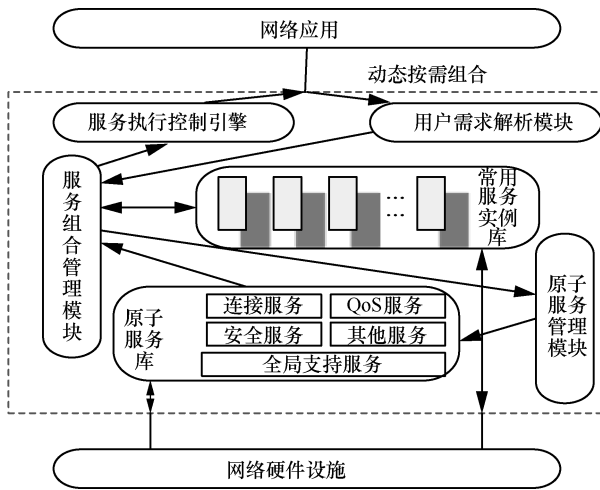 网络应用
动态按需组合
服务执行控制引擎
用户需求解析模块
服务组合管理模块
常用
服务
实例
库
……
原子
服务
库
连接服务
QoS服务
安全服务
其他服务
全局支持服务
原子服务管理模块
网络硬件设施